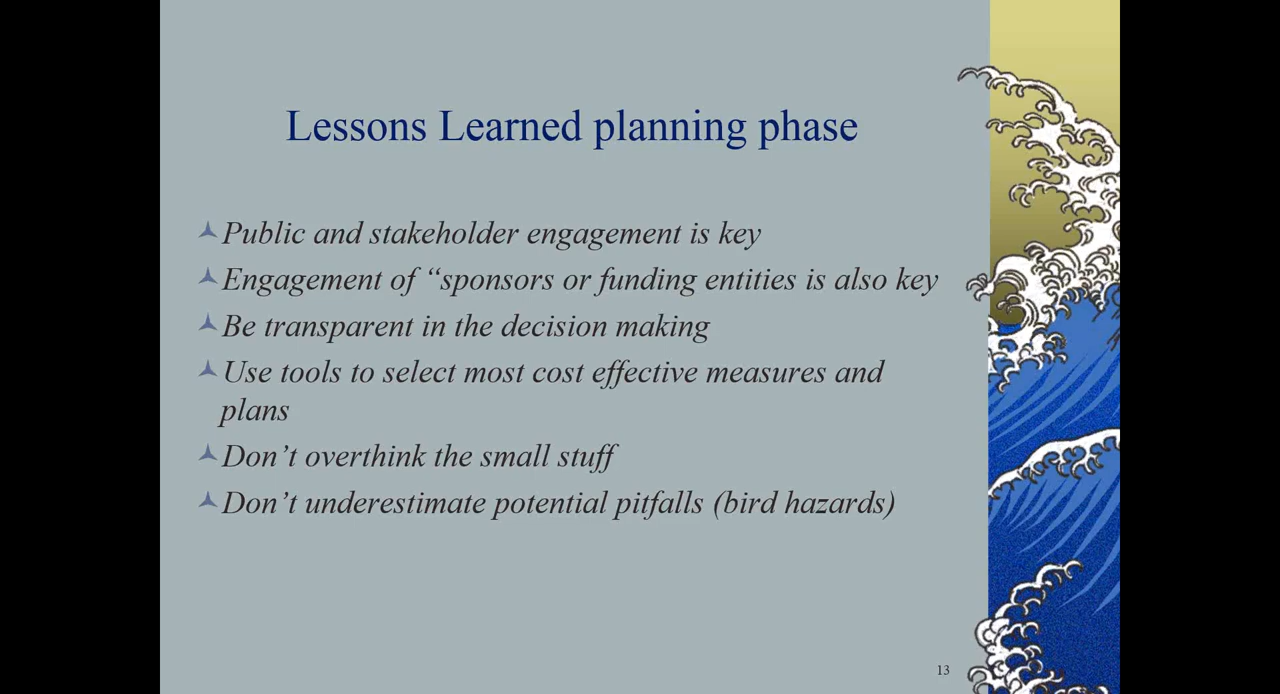 Lessons Learned planning phase
Public and stakeholder engagement is key
Engagement of “sponsors or funding entities is also key
Be transparent in the decision making
Use tools to select most cost effective measures and
plans
Don’t overthink the small stuff
Don’t underestimate potential pitfalls (bird hazards)
13